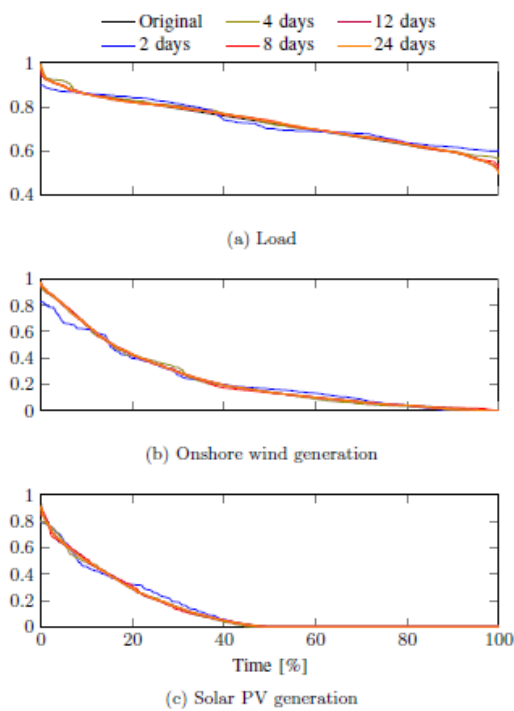 Original 4 days 12 days
2 days 8 days 24 days
1
0.8
0.6
0.4
(a) Load
1
0.8
0.6
0.4
0.2
0
(b) Onshore wind generation
1
0.8
0.6
0.4
0.2
0
0 20 40 60 80 100
Time [%]
(c) Solar PV generation